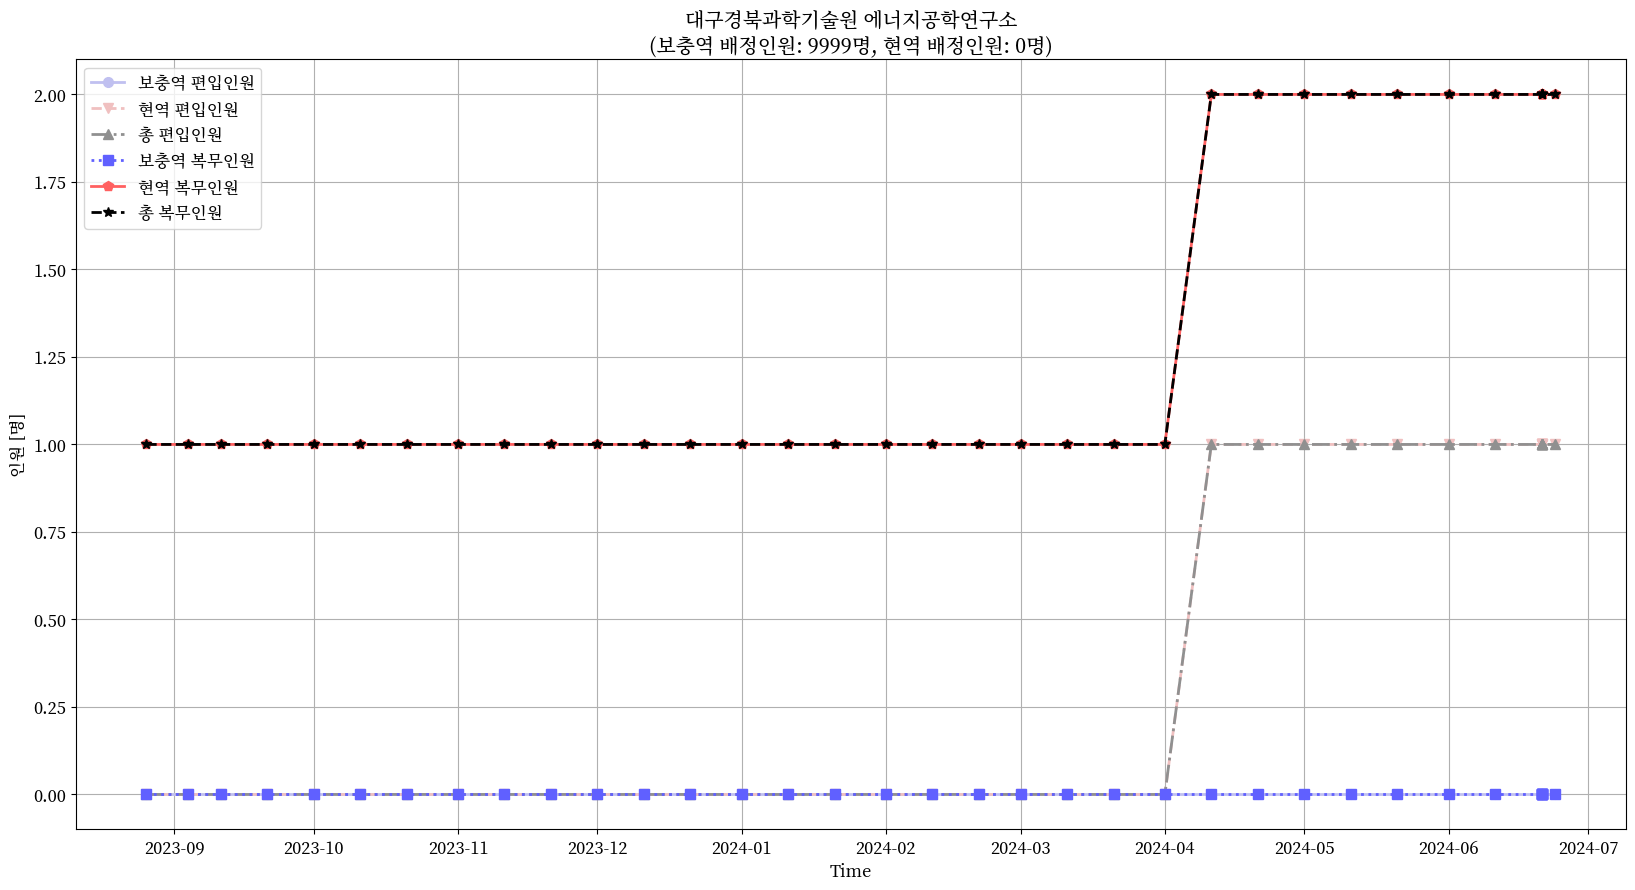 대구경북과학기술원 에너지공학연구소
(보충역 배정인원: 9999명, 현역 배정인원: 0명)
보충역 편입인원
현역 편입인원
총 편입인원
보충역 복무인원
현역 복무인원
총 복무인원
2.00
1.75
1.50
1.25
1.00
0.75
0.50
0.25
0.00
인원 [명]
2023-09
2023-10
2023-11
2023-12
2024-01
2024-02
2024-03
2024-04
2024-05
2024-06
2024-07
Time